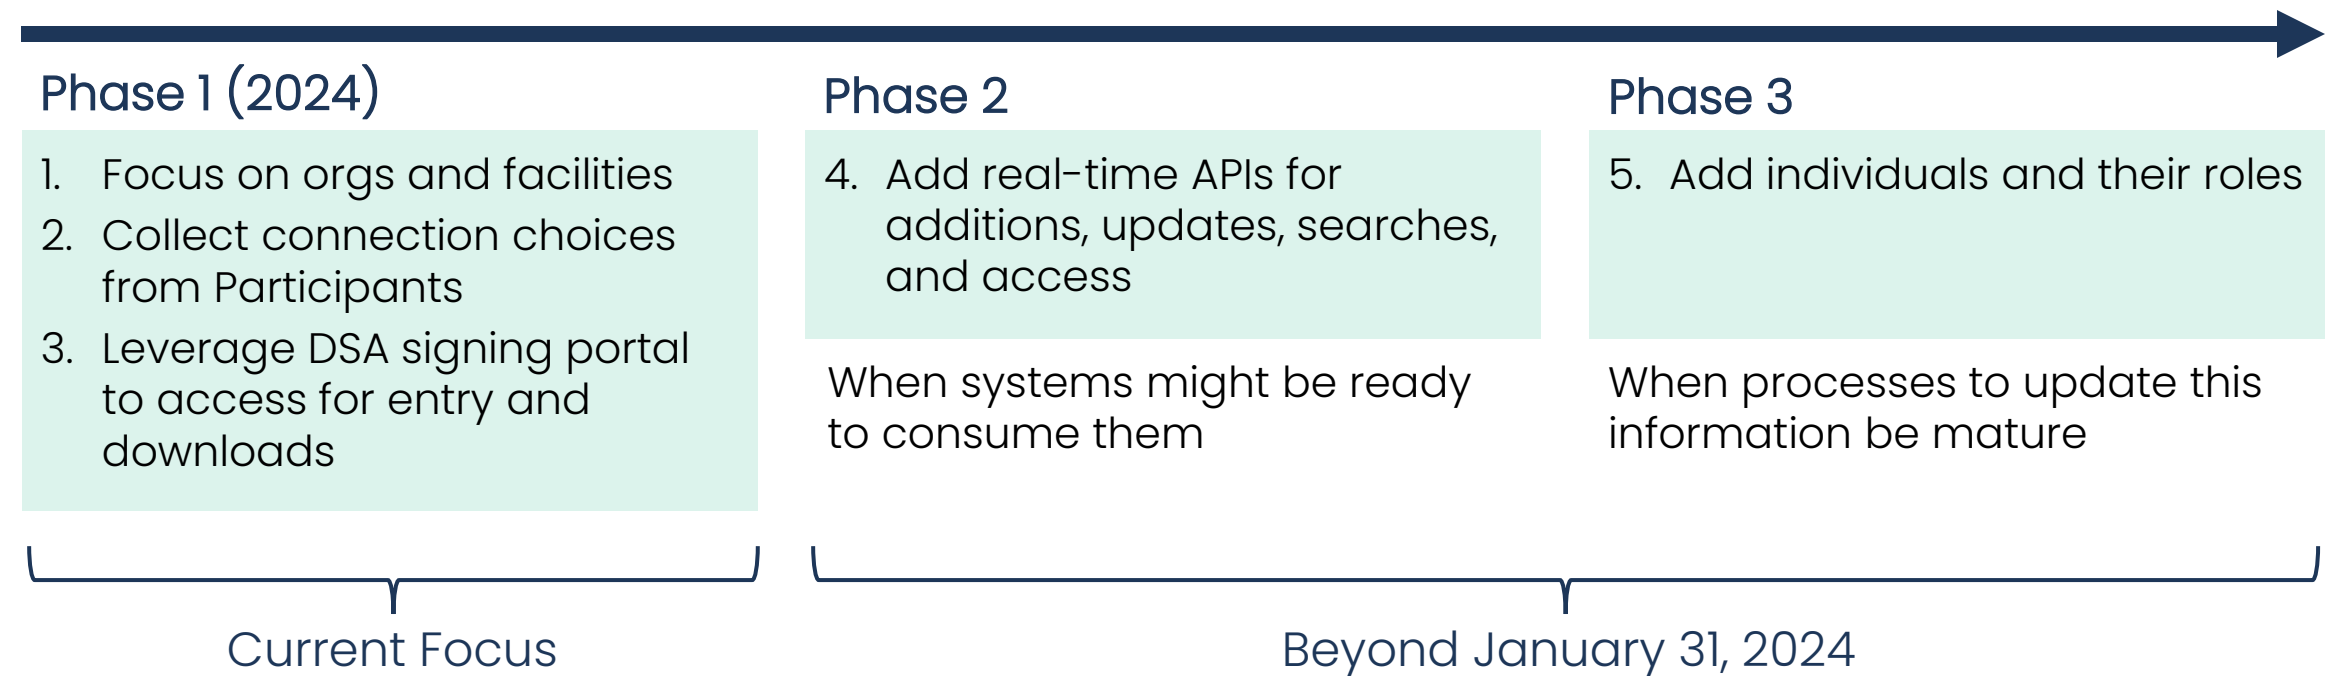 Phase 1 (2024)
1. Focus on orgs and facilities
2. Collect connection choices
from Participants
3. Leverage DSA signing portal
to access for entry and
downloads
Current Focus
Phase 2
4. Add real-time APIs for
additions, updates, searches,
and access
When systems might be ready
to consume them
Phase 3
5. Add individuals and their roles
When processes to update this
information be mature
Beyond January 31, 2024